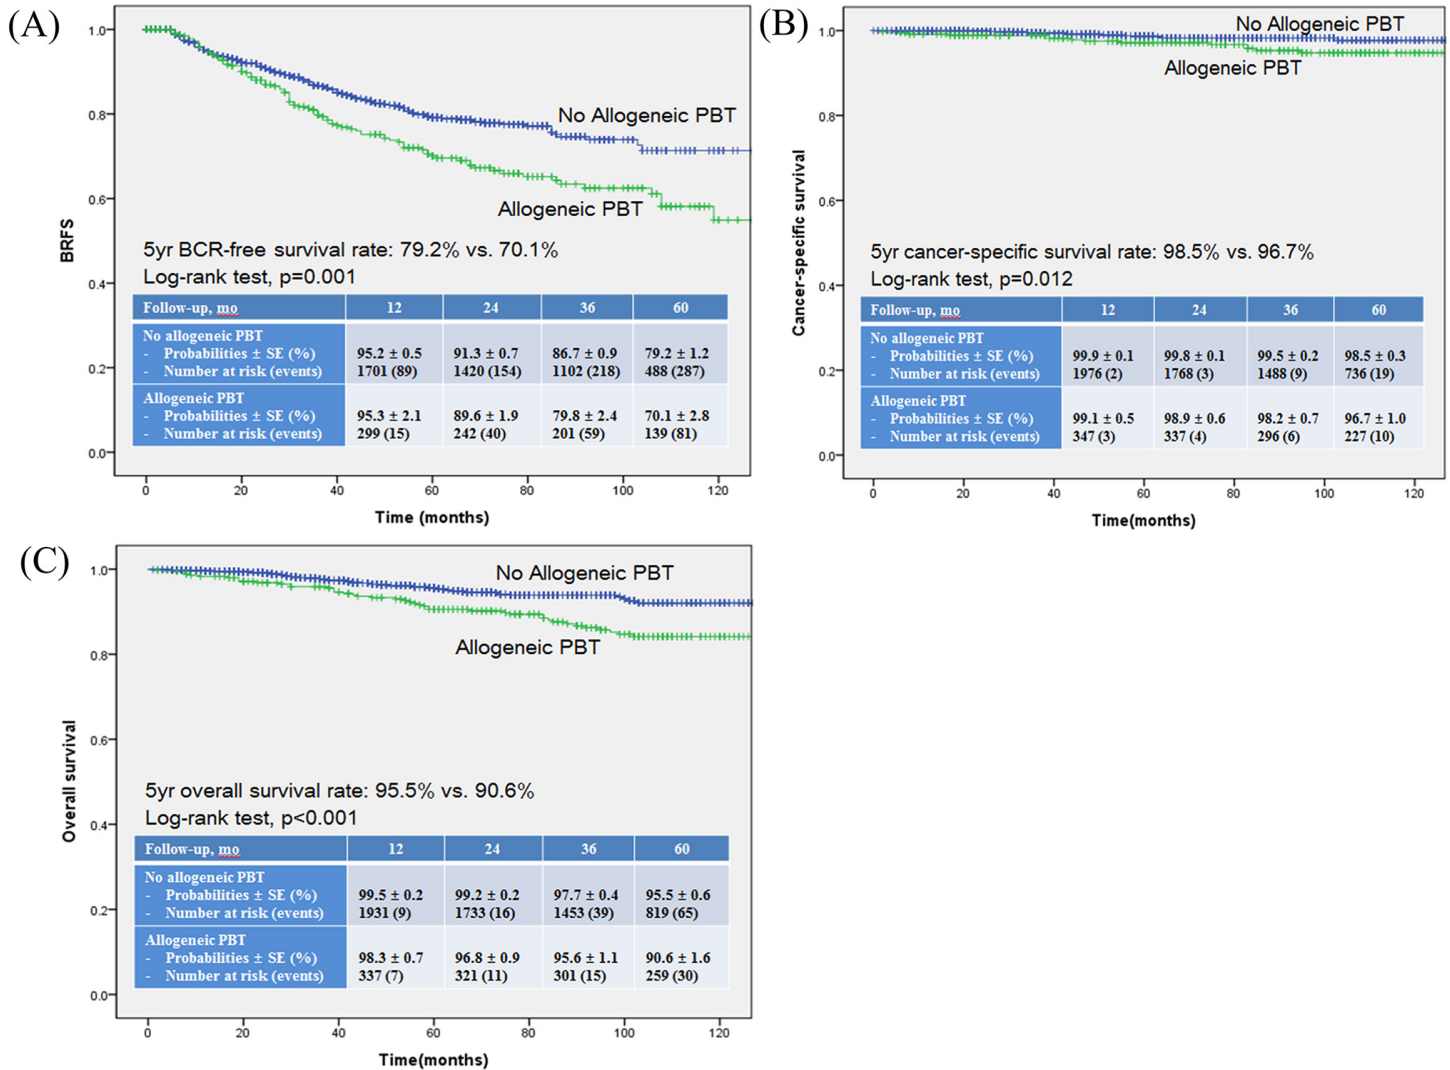 (A)
1.0
0.8
0.6
0.4
0.2
0.0
BRFS
No Allogeneic PBT
Allogeneic PBT
5yr BCR-free survival rate: 79.2% vs. 70.1%
Log-rank test, p=0.001
Follow-up, mo 12 24 36 60
No allogeneic PBT
- Probabilities ± SE (%) 95.2 ± 0.5 91.3 ± 0.7 86.7 ± 0.9 79.2 ± 1.2
- Number at risk (events) 1701 (89) 1420 (154) 1102 (218) 488 (287)
Allogeneic PBT
- Probabilities ± SE (%) 95.3 ± 2.1 89.6 ± 1.9 79.8 ± 2.4 70.1 ± 2.8
- Number at risk (events) 299 (15) 242 (40) 201 (59) 139 (81)
0 20 40 60 80 100 120
Time (months)
(B)
1.0
0.8
0.6
0.4
0.2
0.0
Cancer-specific survival
No Allogeneic PBT
Allogeneic PBT
5yr cancer-specific survival rate: 98.5% vs. 96.7%
Log-rank test, p=0.012
Follow-up, mo 12 24 36 60
No allogeneic PBT
- Probabilities ± SE (%) 99.9 ± 0.1 99.8 ± 0.1 99.5 ± 0.2 98.5 ± 0.3
- Number at risk (events) 1976 (2) 1768 (3) 1488 (9) 736 (19)
Allogeneic PBT
- Probabilities ± SE (%) 99.1 ± 0.5 98.9 ± 0.6 98.2 ± 0.7 96.7 ± 1.0
- Number at risk (events) 347 (3) 337 (4) 296 (6) 227 (10)
0 20 40 60 80 100 120
Time(months)
(C)
1.0
0.8
0.6
0.4
0.2
0.0
Overall survival
No Allogeneic PBT
Allogeneic PBT
5yr overall survival rate: 95.5% vs. 90.6%
Log-rank test, p<0.001
Follow-up, mo 12 24 36 60
No allogeneic PBT
- Probabilities ± SE (%) 99.5 ± 0.2 99.2 ± 0.2 97.7 ± 0.4 95.5 ± 0.6
- Number at risk (events) 1931 (9) 1733 (16) 1453 (39) 819 (65)
Allogeneic PBT
- Probabilities ± SE (%) 98.3 ± 0.7 96.8 ± 0.9 95.6 ± 1.1 90.6 ± 1.6
- Number at risk (events) 337 (7) 321 (11) 301 (15) 259 (30)
0 20 40 60 80 100 120
Time(months)